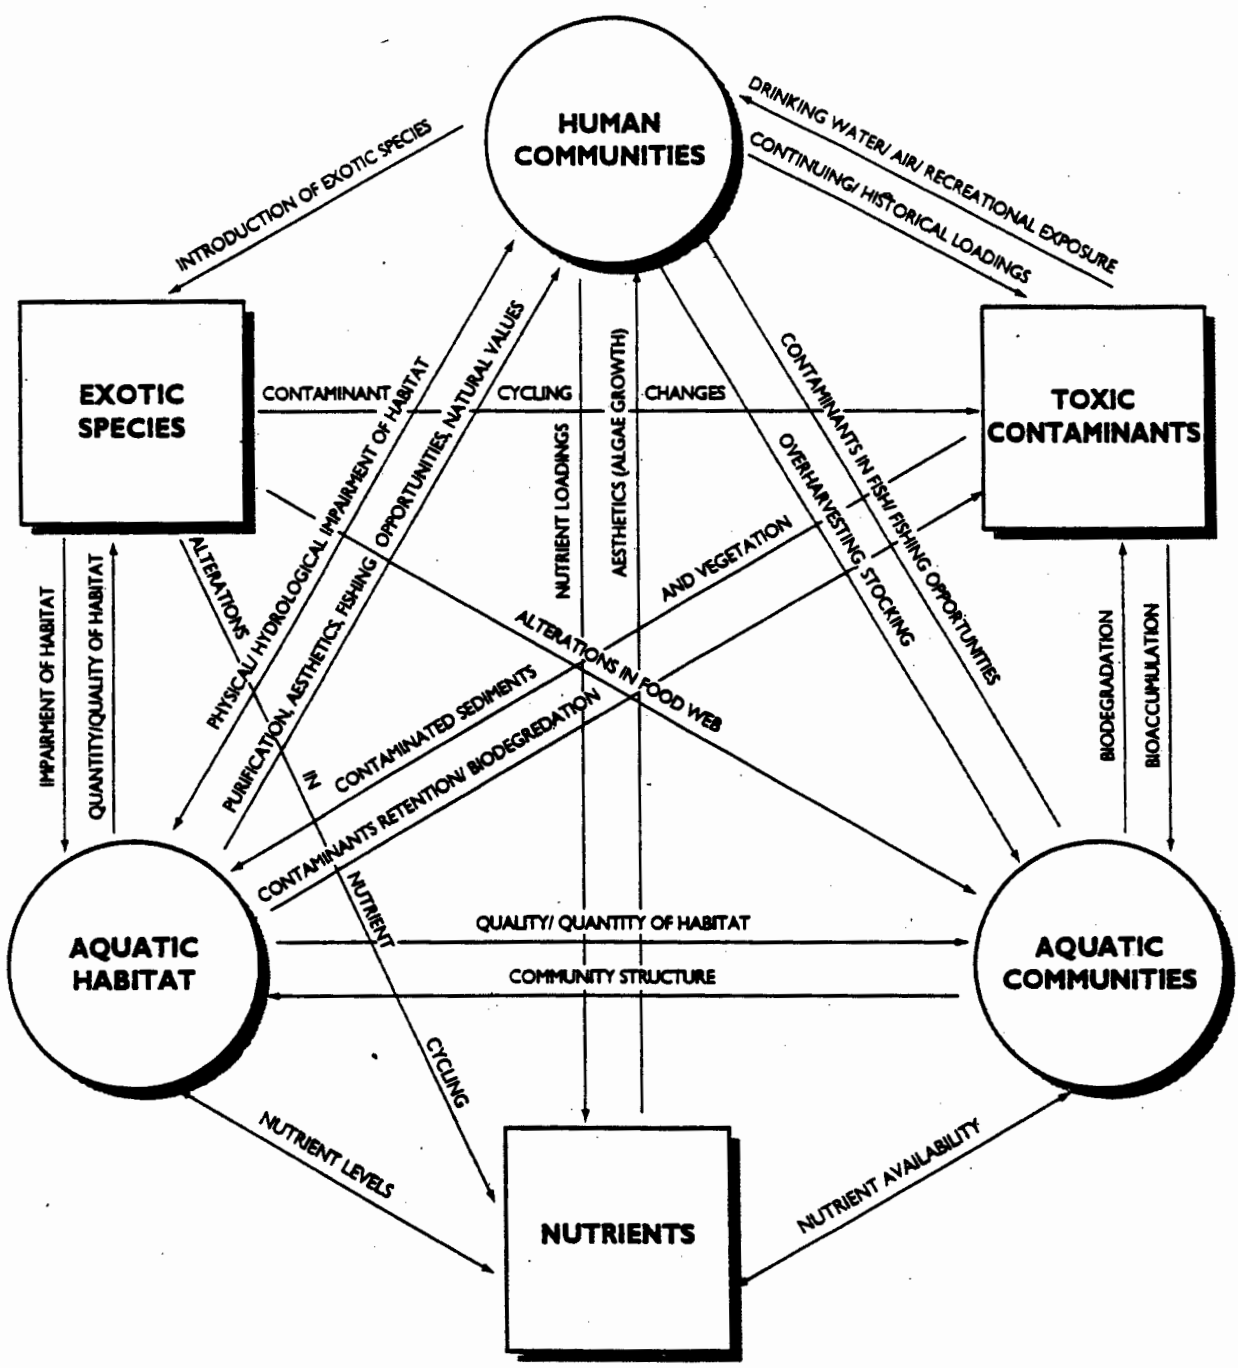 HUMAN
COMMUNITIES
DRINKING WATER/ AIR/ RECREATIONAL EXPOSURE
CONTINUING/ HISTORICAL LOADINGS
INTRODUCTION OF EXOTIC SPECIES
EXOTIC
SPECIES
TOXIC
CONTAMINANTS
CONTAMINANT CYCLING CHANGES
PHYSICAL/ HYDROLOGICAL IMPAIRMENT OF HABITAT
PURIFICATION, AESTHETICS, FISHING OPPORTUNITIES, NATURAL VALUES
NUTRIENT LOADINGS
AESTHETICS (ALGAE GROWTH)
CONTAMINANTS IN FISH/ FISHING OPPORTUNITIES
OVERHARVESTING, STOCKING
IMPAIRMENT OF HABITAT
QUANTITY/QUALITY OF HABITAT
ALTERATIONS IN NUTRIENT CYCLING
ALTERATIONS IN FOOD WEB
CONTAMINATED SEDIMENTS AND VEGETATION
CONTAMINANTS RETENTION/ BIODEGREDATION
BIODEGRADATION
BIOACCUMULATION
AQUATIC
HABITAT
QUALITY/ QUANTITY OF HABITAT
COMMUNITY STRUCTURE
AQUATIC
COMMUNITIES
NUTRIENT LEVELS
NUTRIENT AVAILABILITY
NUTRIENTS